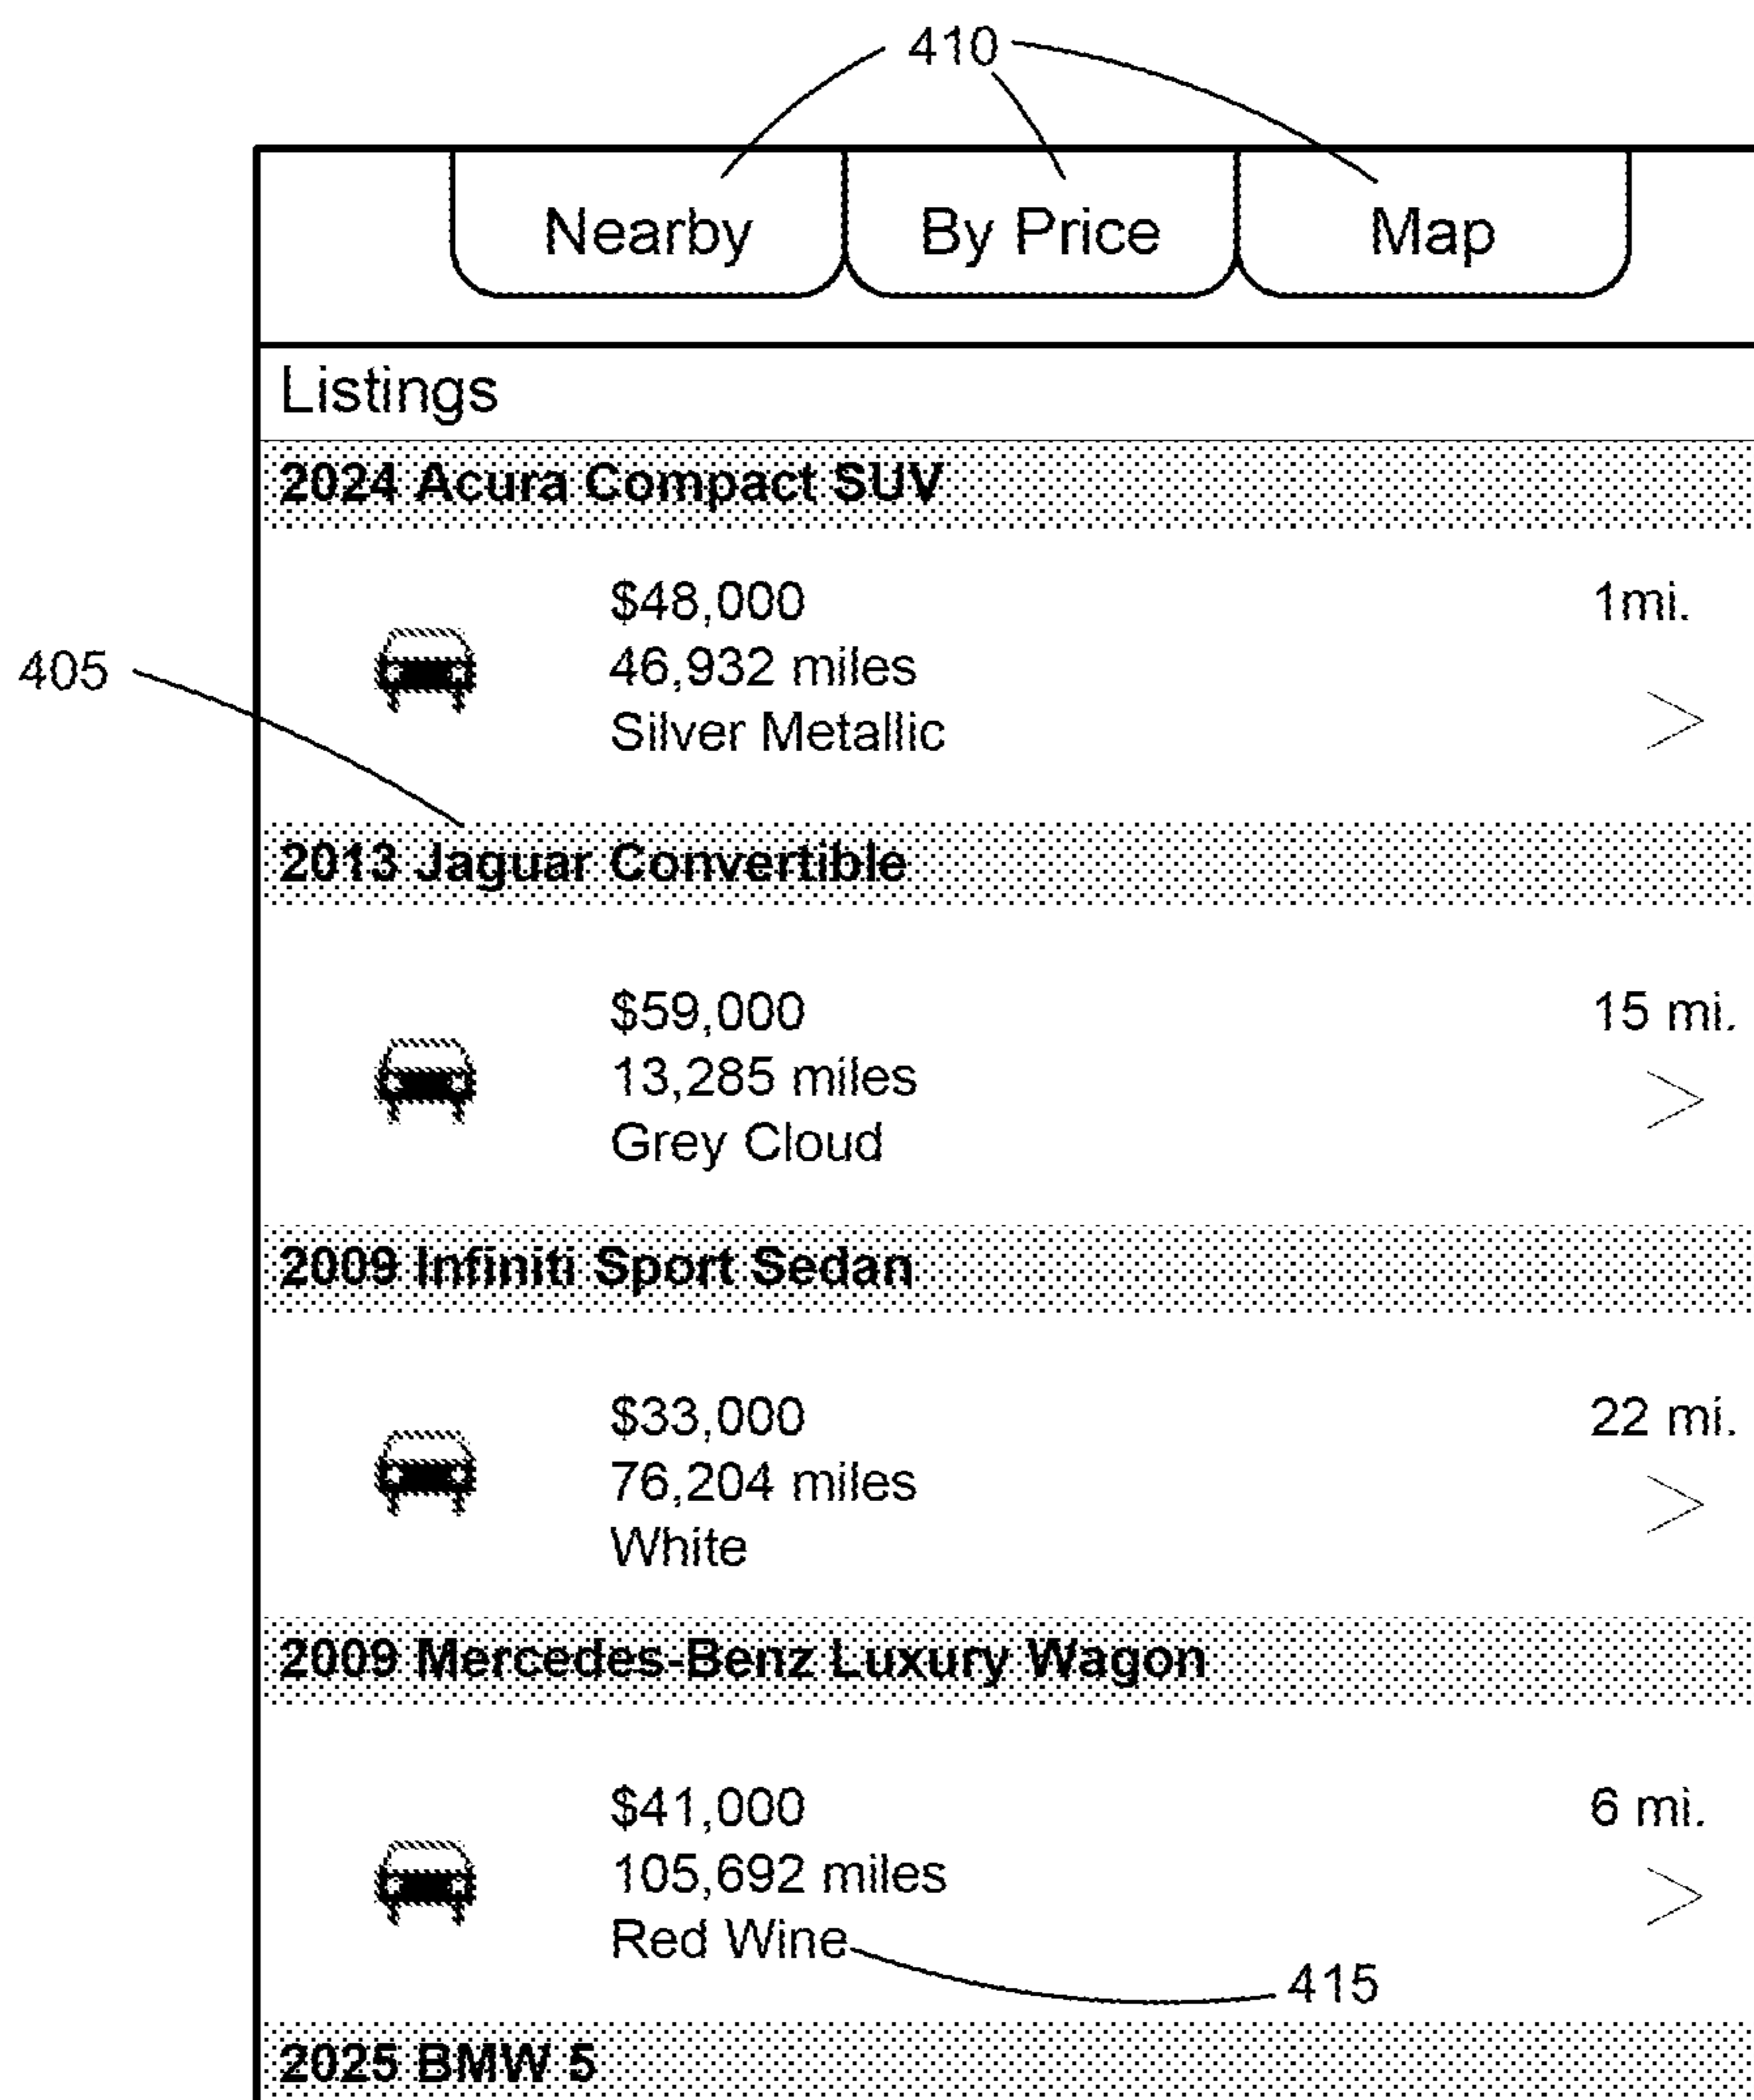 410
Nearby By Price Map
Listings
2024 Acura Compact SUV
$48,000 1mi.
46,932 miles
405
Silver Metallic
2013 Jaguar Convertible
$59,000 15 mi.
13,285 miles
Grey Cloud
2009 Infiniti Sport Sedan
$33,000 22 mi.
76,204 miles
White
2009 Mercedes-Benz Luxury Wagon
$41,000 6 mi.
105,692 miles
Red Wine
415
2025 BMW 5